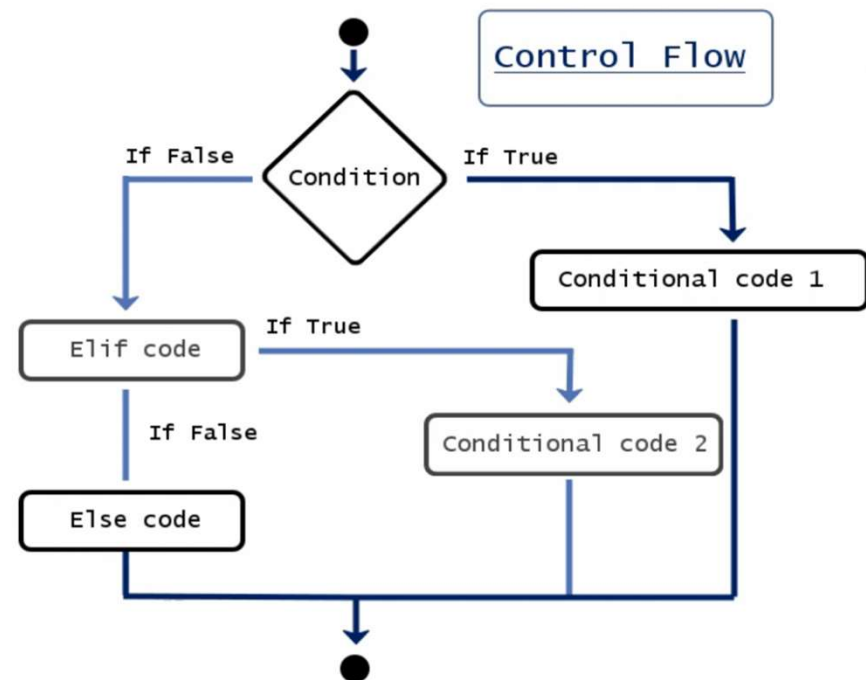 Control Flow
If False
If True
Condition
Conditional code 1
Elif code
If True
If False
Conditional code 2
Else code